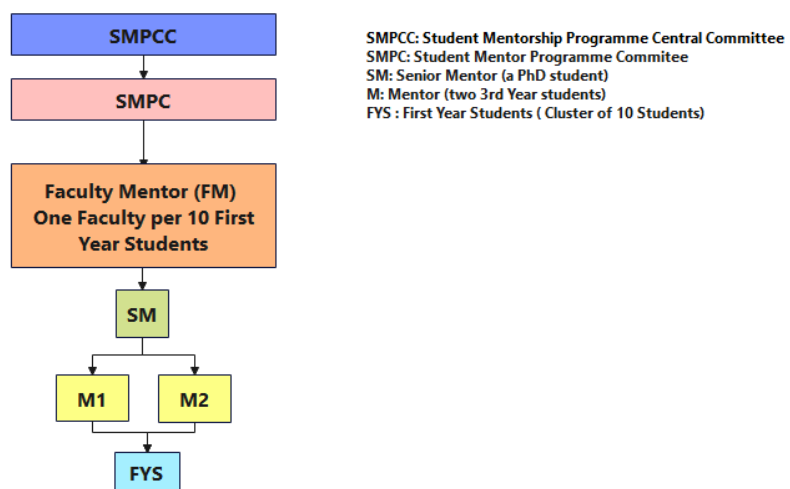 SMPCC
SMPC
Faculty Mentor (FM)
One Faculty per 10 First
Year Students
SM
M1
M2
FYS
SMPCC: Student Mentorship Programme Central Committee
SMPC: Student Mentor Programme Commitee
SM: Senior Mentor (a PhD student)
M: Mentor (two 3rd Year students)
FYS : First Year Students ( Cluster of 10 Students)